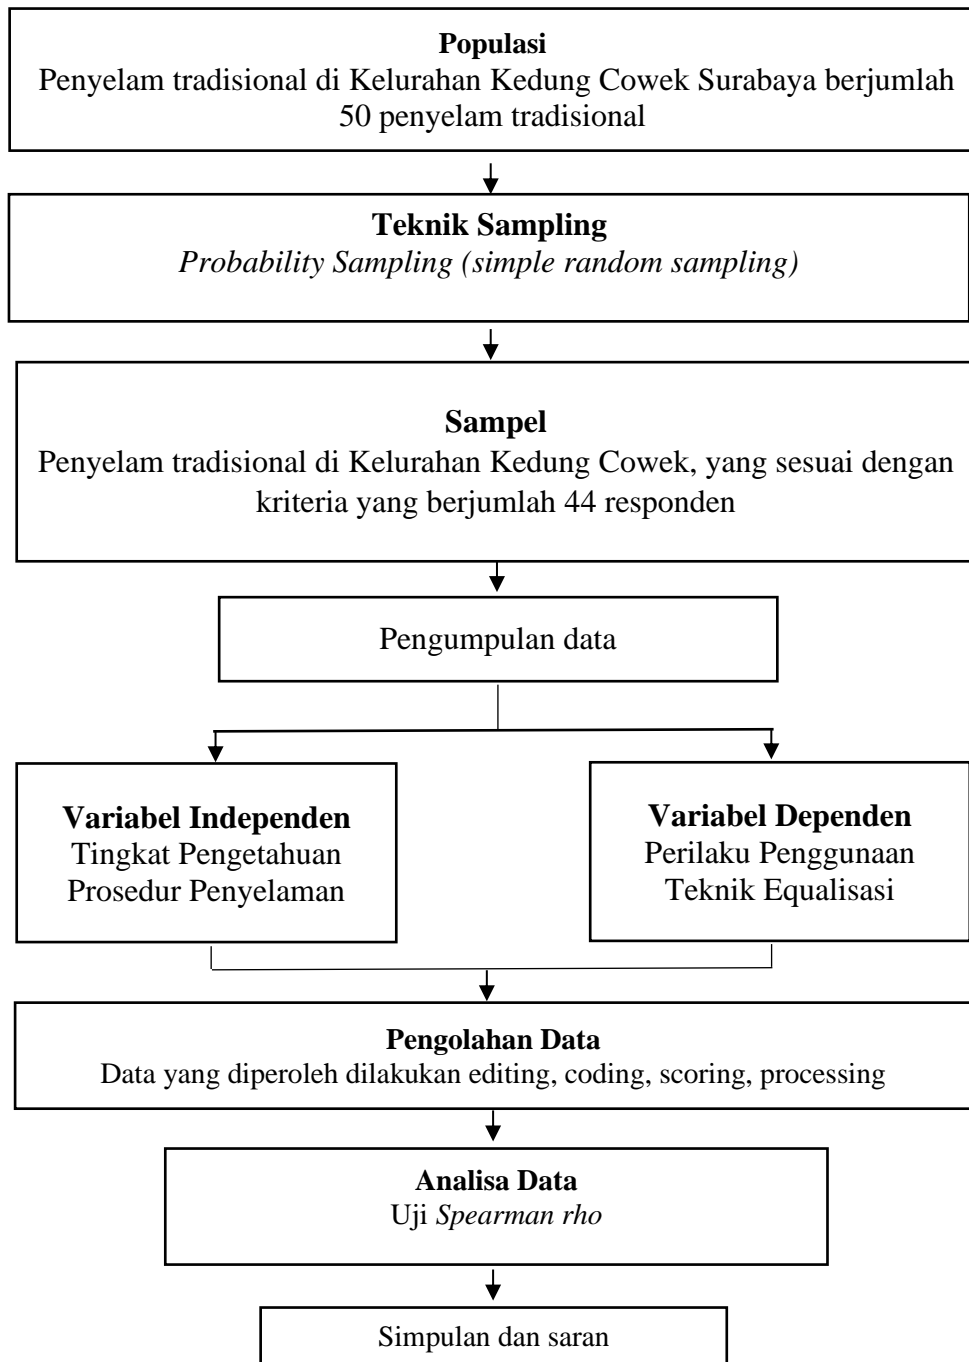 Populasi
Penyelam tradisional di Kelurahan Kedung Cowek Surabaya berjumlah
50 penyelam tradisional
Teknik Sampling
Probability Sampling (simple random sampling)
Sampel
Penyelam tradisional di Kelurahan Kedung Cowek, yang sesuai dengan
kriteria yang berjumlah 44 responden
Pengumpulan data
Variabel Independen
Tingkat Pengetahuan
Prosedur Penyelaman
Variabel Dependen
Perilaku Penggunaan
Teknik Equalisasi
Pengolahan Data
Data yang diperoleh dilakukan editing, coding, scoring, processing
Analisa Data
Uji Spearman rho
Simpulan dan saran